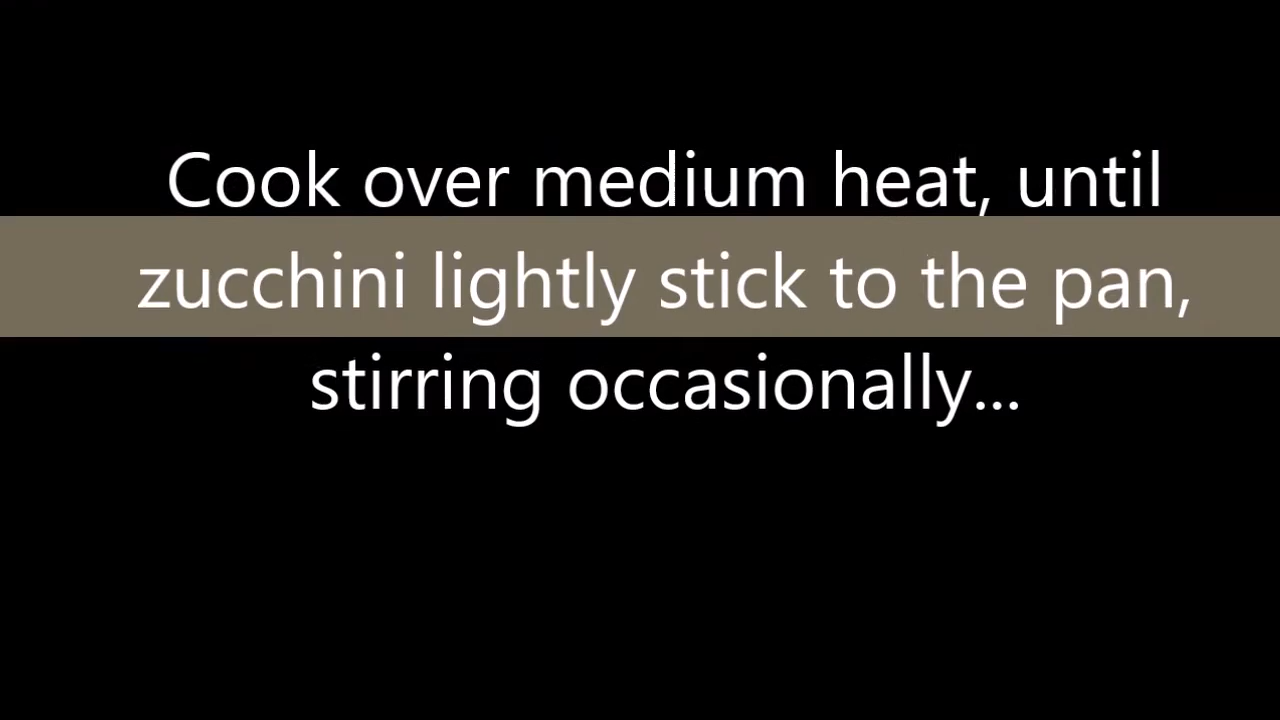 Cook over medium heat, until
zucchini lightly stick to the pan,
stirring occasionally...